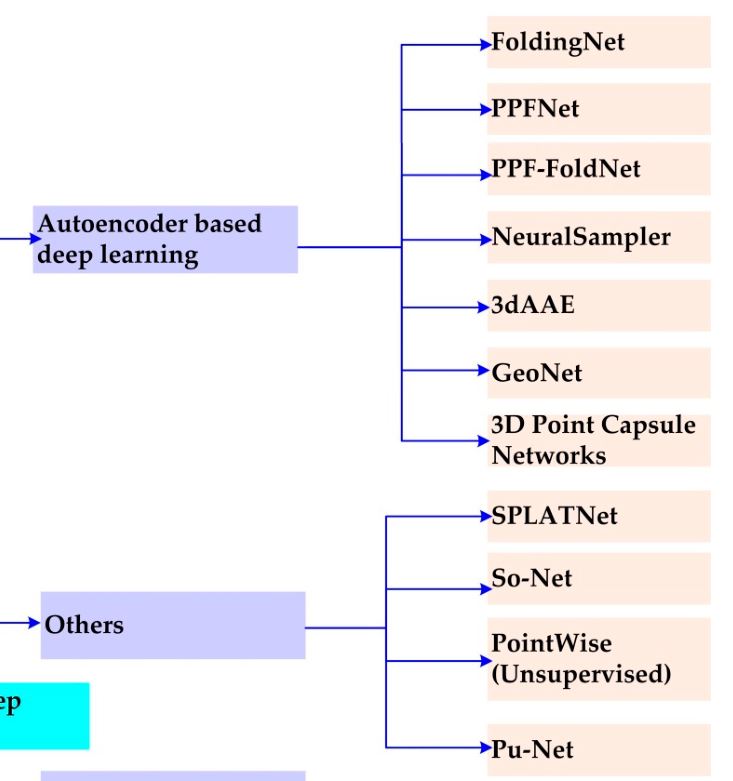 FoldingNet
PPFNet
PPF-FoldNet
Autoencoder based
deep learning
NeuralSampler
3dAAE
GeoNet
3D Point Capsule
Networks
SPLATNet
So-Net
Others
PointWise
(Unsupervised)
ep
Pu-Net